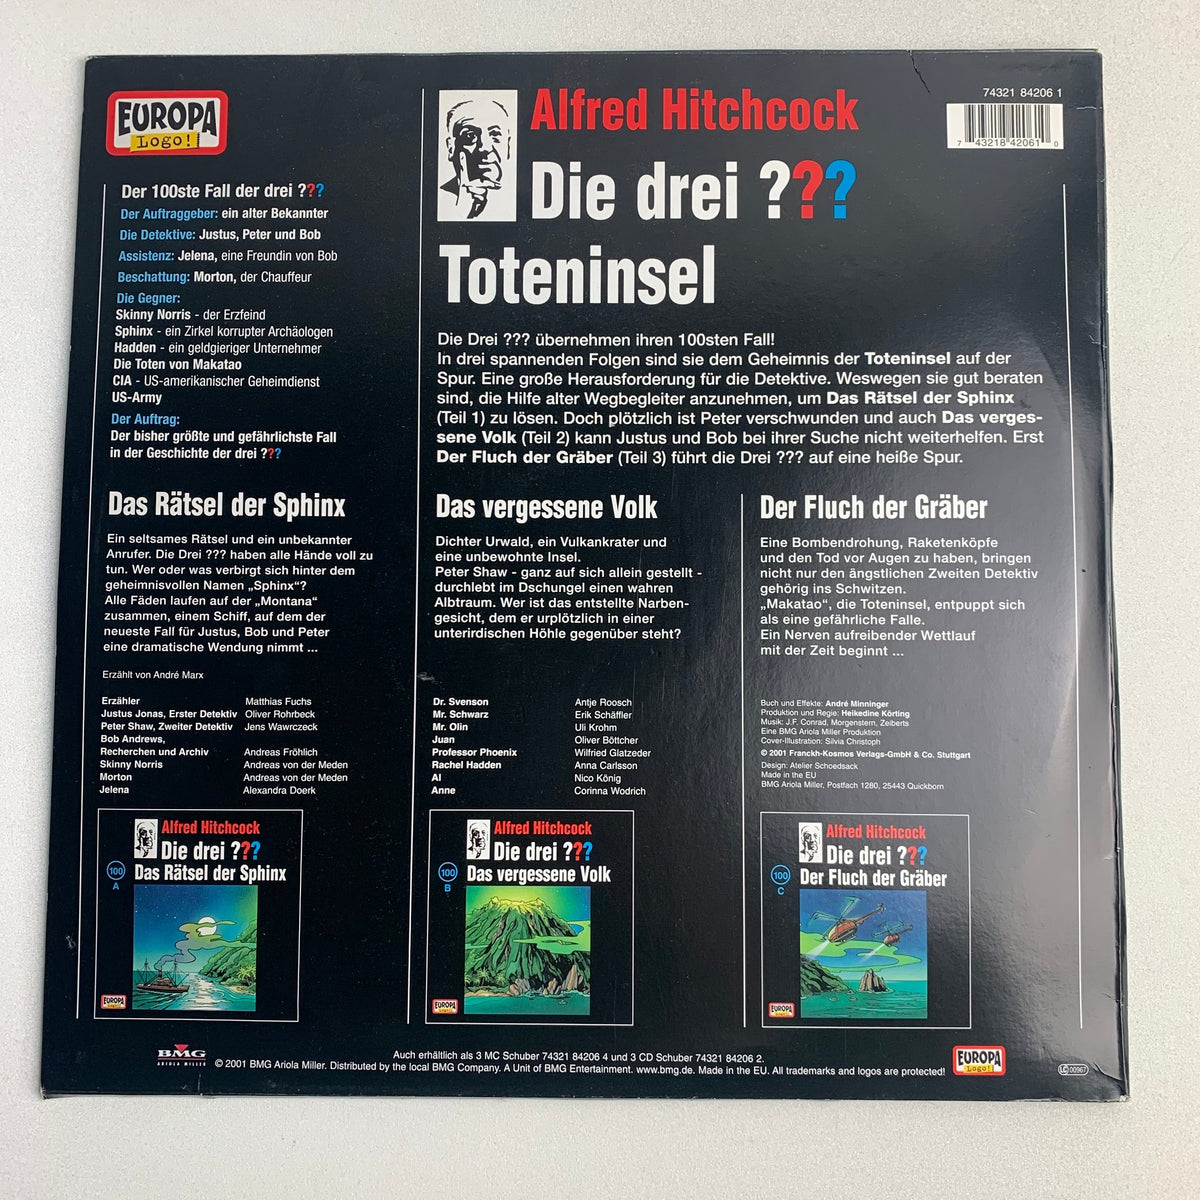 EUROPA
Logo!
Der 100ste Fall der drei ???
Der Auftraggeber: ein alter Bekannter
Die Detektive: Justus, Peter und Bob
Assistenz: Jelena, eine Freundin von Bob
Beschattung: Morton, der Chauffeur
Die Gegner:
Skinny Norris - der Erzfeind
Sphinx - ein Zirkel korrupter Archäologen
Hadden - ein geldgieriger Unternehmer
Die Toten von Makatao
CIA - US-amerikanischer Geheimdienst
US-Army
Der Auftrag:
Der bisher größte und gefährlichste Fall
in der Geschichte der drei ???
Alfred Hitchcock
Die drei ???
Toteninsel
74321 84206 1
7 43218 42061 0
Die Drei ??? übernehmen ihren 100sten Fall!
In drei spannenden Folgen sind sie dem Geheimnis der Toteninsel auf der
Spur. Eine große Herausforderung für die Detektive. Weswegen sie gut beraten
sind, die Hilfe alter Wegbegleiter anzunehmen, um Das Rätsel der Sphinx
(Teil 1) zu lösen. Doch plötzlich ist Peter verschwunden und auch Das verges-
sene Volk (Teil 2) kann Justus und Bob bei ihrer Suche nicht weiterhelfen. Erst
Der Fluch der Gräber (Teil 3) führt die Drei ??? auf eine heiße Spur.
Das Rätsel der Sphinx
Ein seltsames Rätsel und ein unbekannter
Anrufer. Die Drei ??? haben alle Hände voll zu
tun. Wer oder was verbirgt sich hinter dem
geheimnisvollen Namen „Sphinx“?
Alle Fäden laufen auf der „Montana“
zusammen, einem Schiff, auf dem der
neueste Fall für Justus, Bob und Peter
eine dramatische Wendung nimmt ...
Erzählt von André Marx
Erzähler Matthias Fuchs
Justus Jonas, Erster Detektiv Oliver Rohrbeck
Peter Shaw, Zweiter Detektiv Jens Wawrczeck
Bob Andrews,
Recherchen und Archiv Andreas Fröhlich
Skinny Norris Andreas von der Meden
Morton Andreas von der Meden
Jelena Alexandra Doerk
Das vergessene Volk
Dichter Urwald, ein Vulkankrater und
eine unbewohnte Insel.
Peter Shaw - ganz auf sich allein gestellt -
durchlebt im Dschungel einen wahren
Albtraum. Wer ist das entstellte Narben-
gesicht, dem er urplötzlich in einer
unterirdischen Höhle gegenüber steht?
Dr. Svenson Antje Roosch
Mr. Schwarz Erik Schäffler
Mr. Olin Uli Krohm
Juan Oliver Böttcher
Professor Phoenix Wilfried Glatzeder
Rachel Hadden Anna Carlsson
Al Nico König
Anne Corinna Wodrich
Der Fluch der Gräber
Eine Bombendrohung, Raketenköpfe
und den Tod vor Augen zu haben, bringen
nicht nur den ängstlichen Zweiten Detektiv
gehörig ins Schwitzen.
„Makatao“, die Toteninsel, entpuppt sich
als eine gefährliche Falle.
Ein Nerven aufreibender Wettlauf
mit der Zeit beginnt ...
Buch und Effekte: André Minninger
Produktion und Regie: Heikedine Körting
Musik: J.F. Conrad, Morgenstern, Zeiberts
Eine BMG Ariola Miller Produktion
Cover-Illustration: Silvia Christoph
© 2001 Franckh-Kosmos Verlags-GmbH & Co. Stuttgart
Design: Atelier Schoedsack
Made in the EU
BMG Ariola Miller, Postfach 1280, 25443 Quickborn
Alfred Hitchcock
Die drei ???
100
A
Das Rätsel der Sphinx
EUROPA
Logo!
Alfred Hitchcock
Die drei ???
100
B
Das vergessene Volk
EUROPA
Logo!
Alfred Hitchcock
Die drei ???
100
C
Der Fluch der Gräber
EUROPA
Logo!
BMG
ARIOLA MILLER
Auch erhältlich als 3 MC Schuber 74321 84206 4 und 3 CD Schuber 74321 84206 2.
© 2001 BMG Ariola Miller. Distributed by the local BMG Company. A Unit of BMG Entertainment. www.bmg.de. Made in the EU. All trademarks and logos are protected!
EUROPA
Logo!
LC 00967